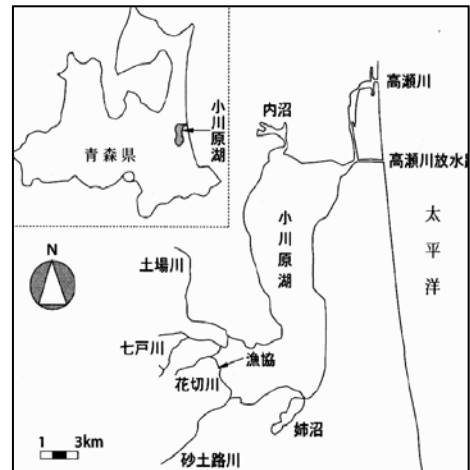 青森県
小川原湖
内沼
高瀬川
高瀬川放水路
小川原湖
太平洋
N
土場川
七戸川
漁協
花切川
姉沼
砂土路川
1 3km